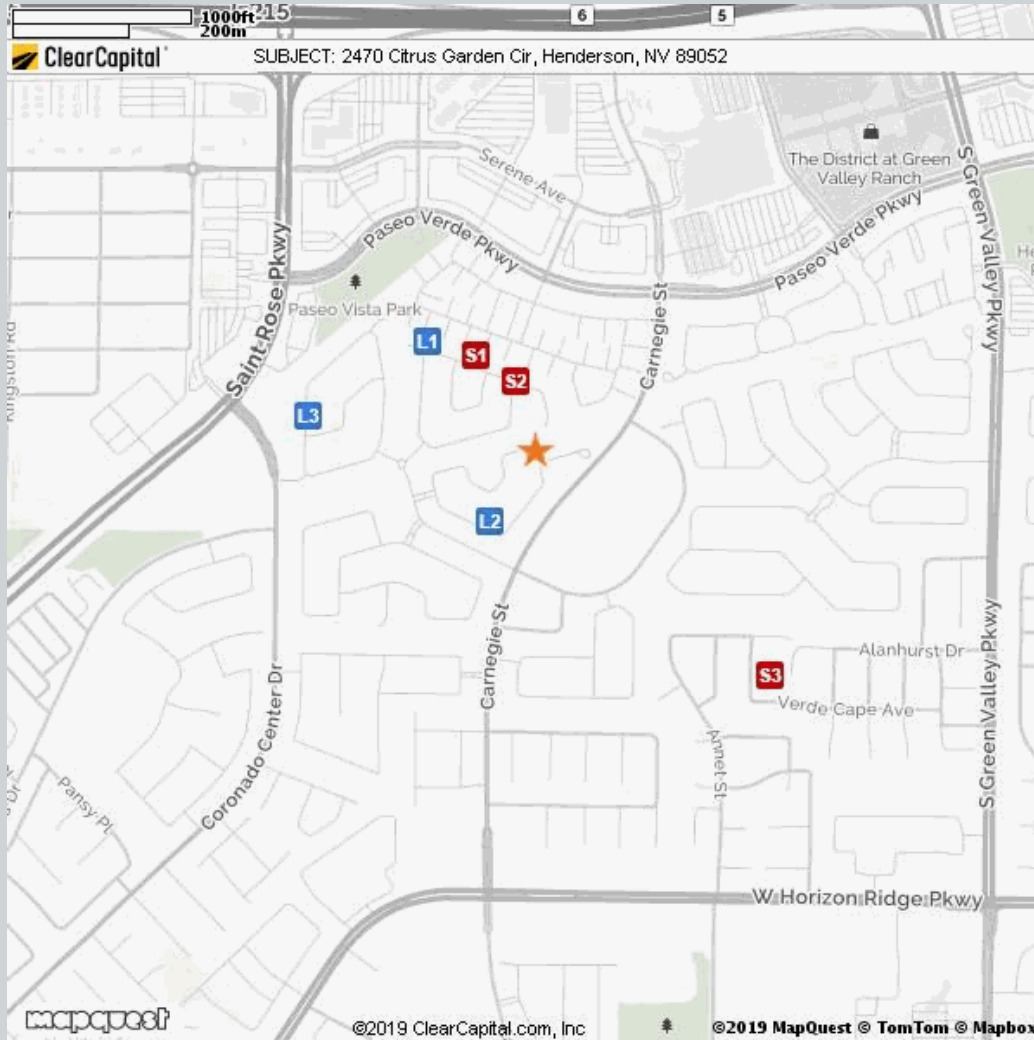 1000ft
200m
215
6
5
ClearCapital
SUBJECT: 2470 Citrus Garden Cir, Henderson, NV 89052
The District at Green
Valley Ranch
Serene Ave
S Green Valley Pkwy
Paseo Verde Pkwy
Paseo Verde Pkwy
Saint Rose Pkwy
Paseo Vista Park
Carnegie St
L1
S1
S2
L3
L2
Carnegie St
Alanhurst Dr
S3
Verde Cape Ave
S Green Valley Pkwy
Annet St
Coronado Center Dr
Pansy Pl
W Horizon Ridge Pkwy
mapquest
©2019 ClearCapital.com, Inc
©2019 MapQuest © TomTom © Mapbox